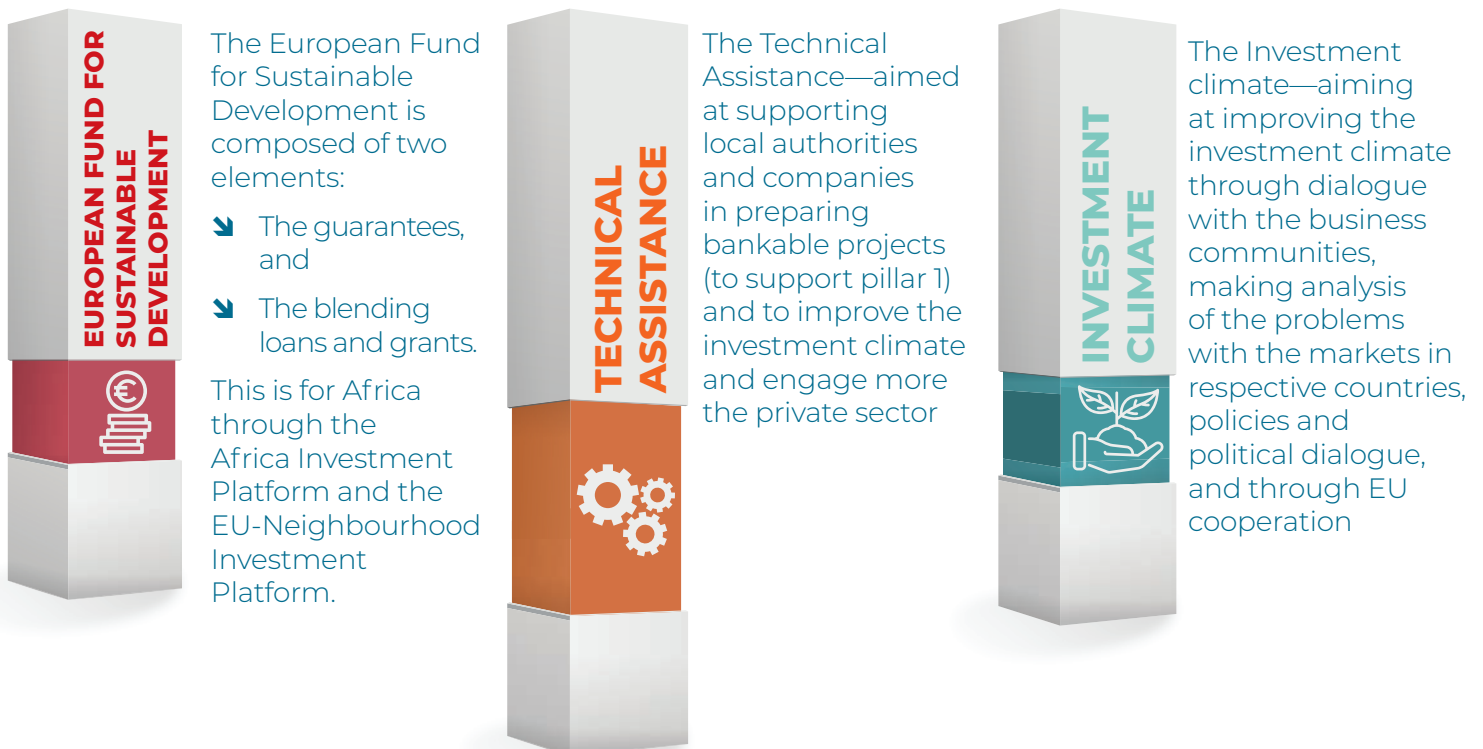 EUROPEAN FUND FOR
SUSTAINABLE
DEVELOPMENT
The European Fund
for Sustainable
Development is
composed of two
elements:
The guarantees,
and
The blending
loans and grants.
This is for Africa
through the
Africa Investment
Platform and the
EU-Neighbourhood
Investment
Platform.
TECHNICAL
ASSISTANCE
The Technical
Assistance—aimed
at supporting
local authorities
and companies
in preparing
bankable projects
(to support pillar 1)
and to improve the
investment climate
and engage more
the private sector
INVESTMENT
CLIMATE
The Investment
climate—aiming
at improving the
investment climate
through dialogue
with the business
communities,
making analysis
of the problems
with the markets in
respective countries,
policies and
political dialogue,
and through EU
cooperation